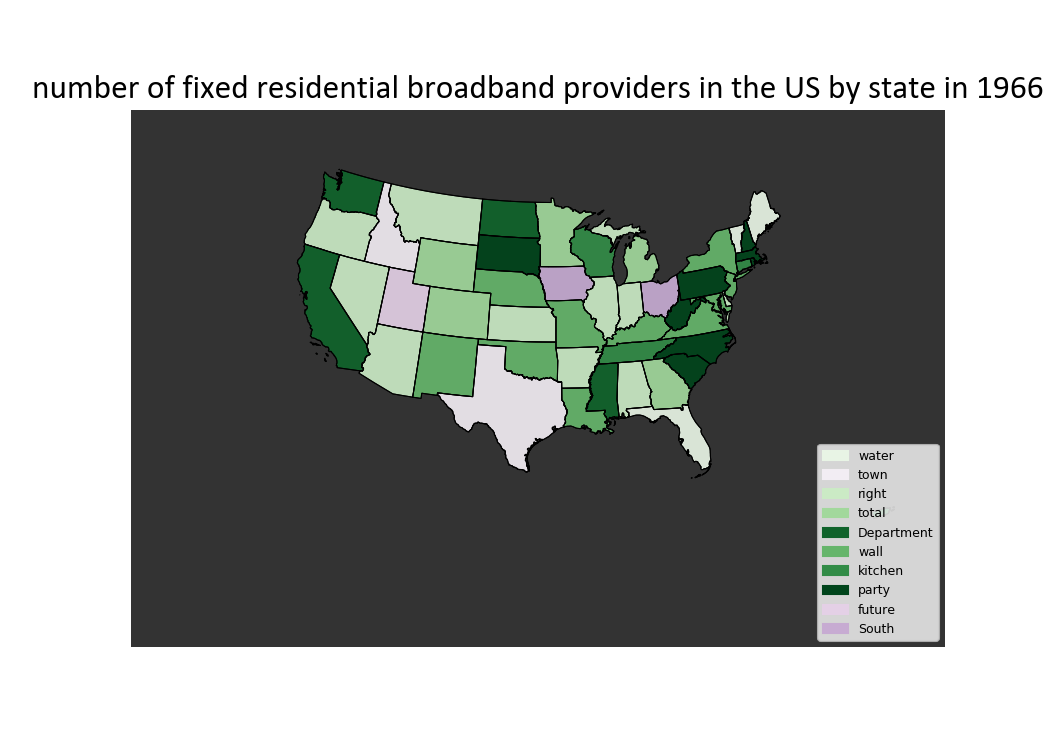 number of fixed residential broadband providers in the US by state in 1966
water
town
right
total
Department
wall
kitchen
party
future
South